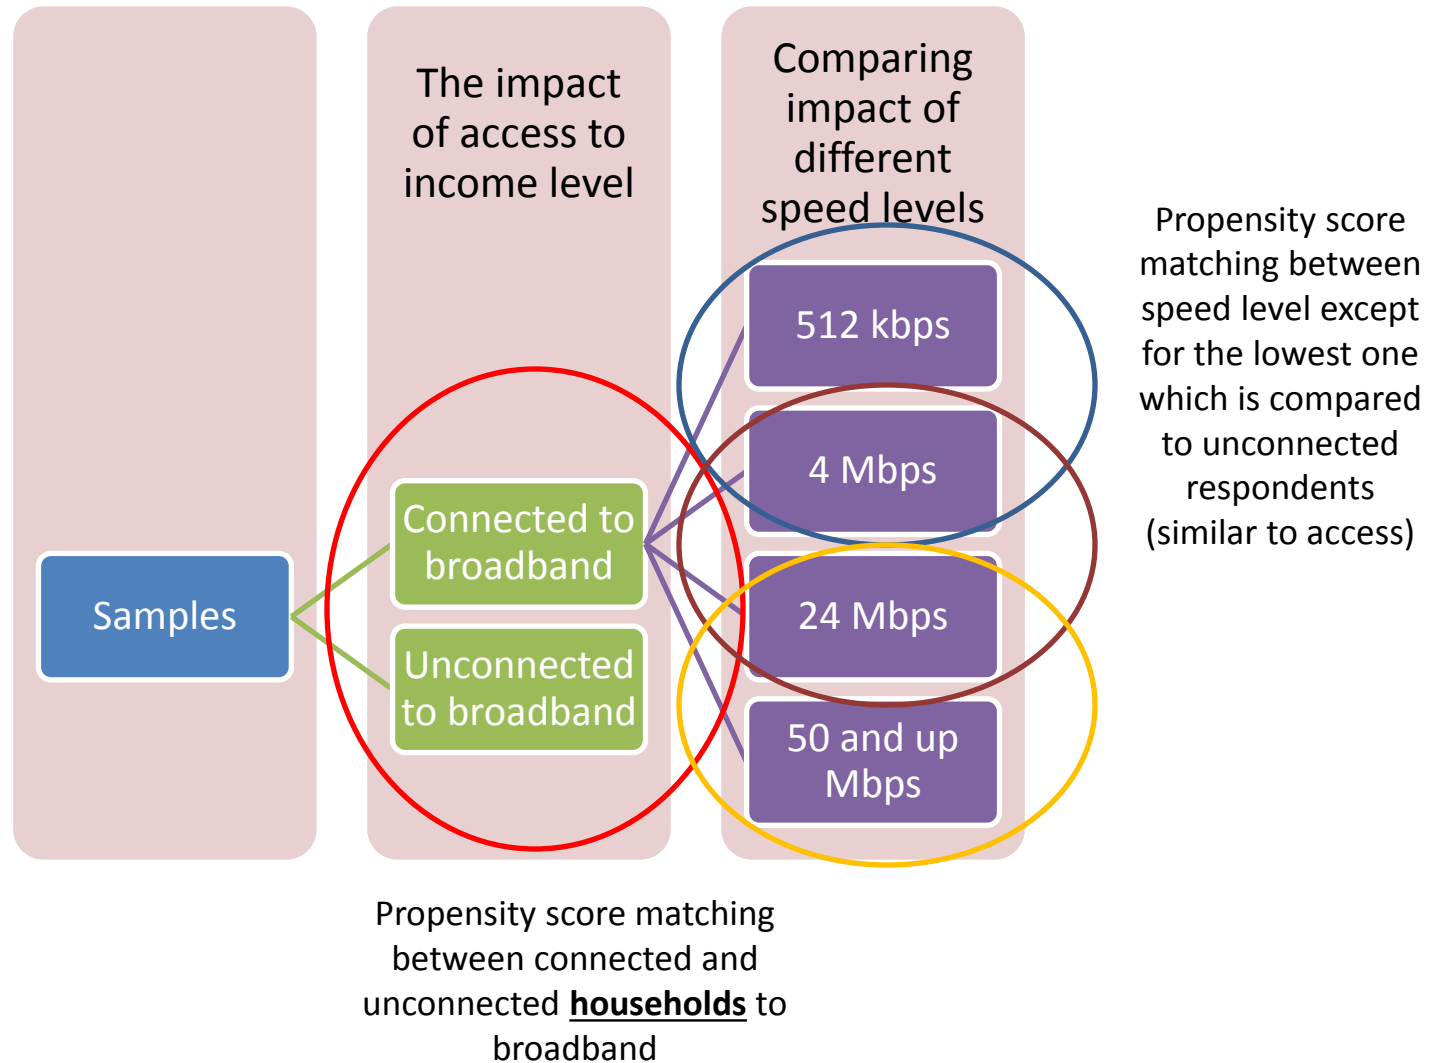 The impact
of access to
income level
Comparing
impact of
different
speed levels
Samples
Connected to
broadband
Unconnected
to broadband
512 kbps
4 Mbps
24 Mbps
50 and up
Mbps
Propensity score
matching between
speed level except
for the lowest one
which is compared
to unconnected
respondents
(similar to access)
Propensity score matching
between connected and
unconnected households to
broadband